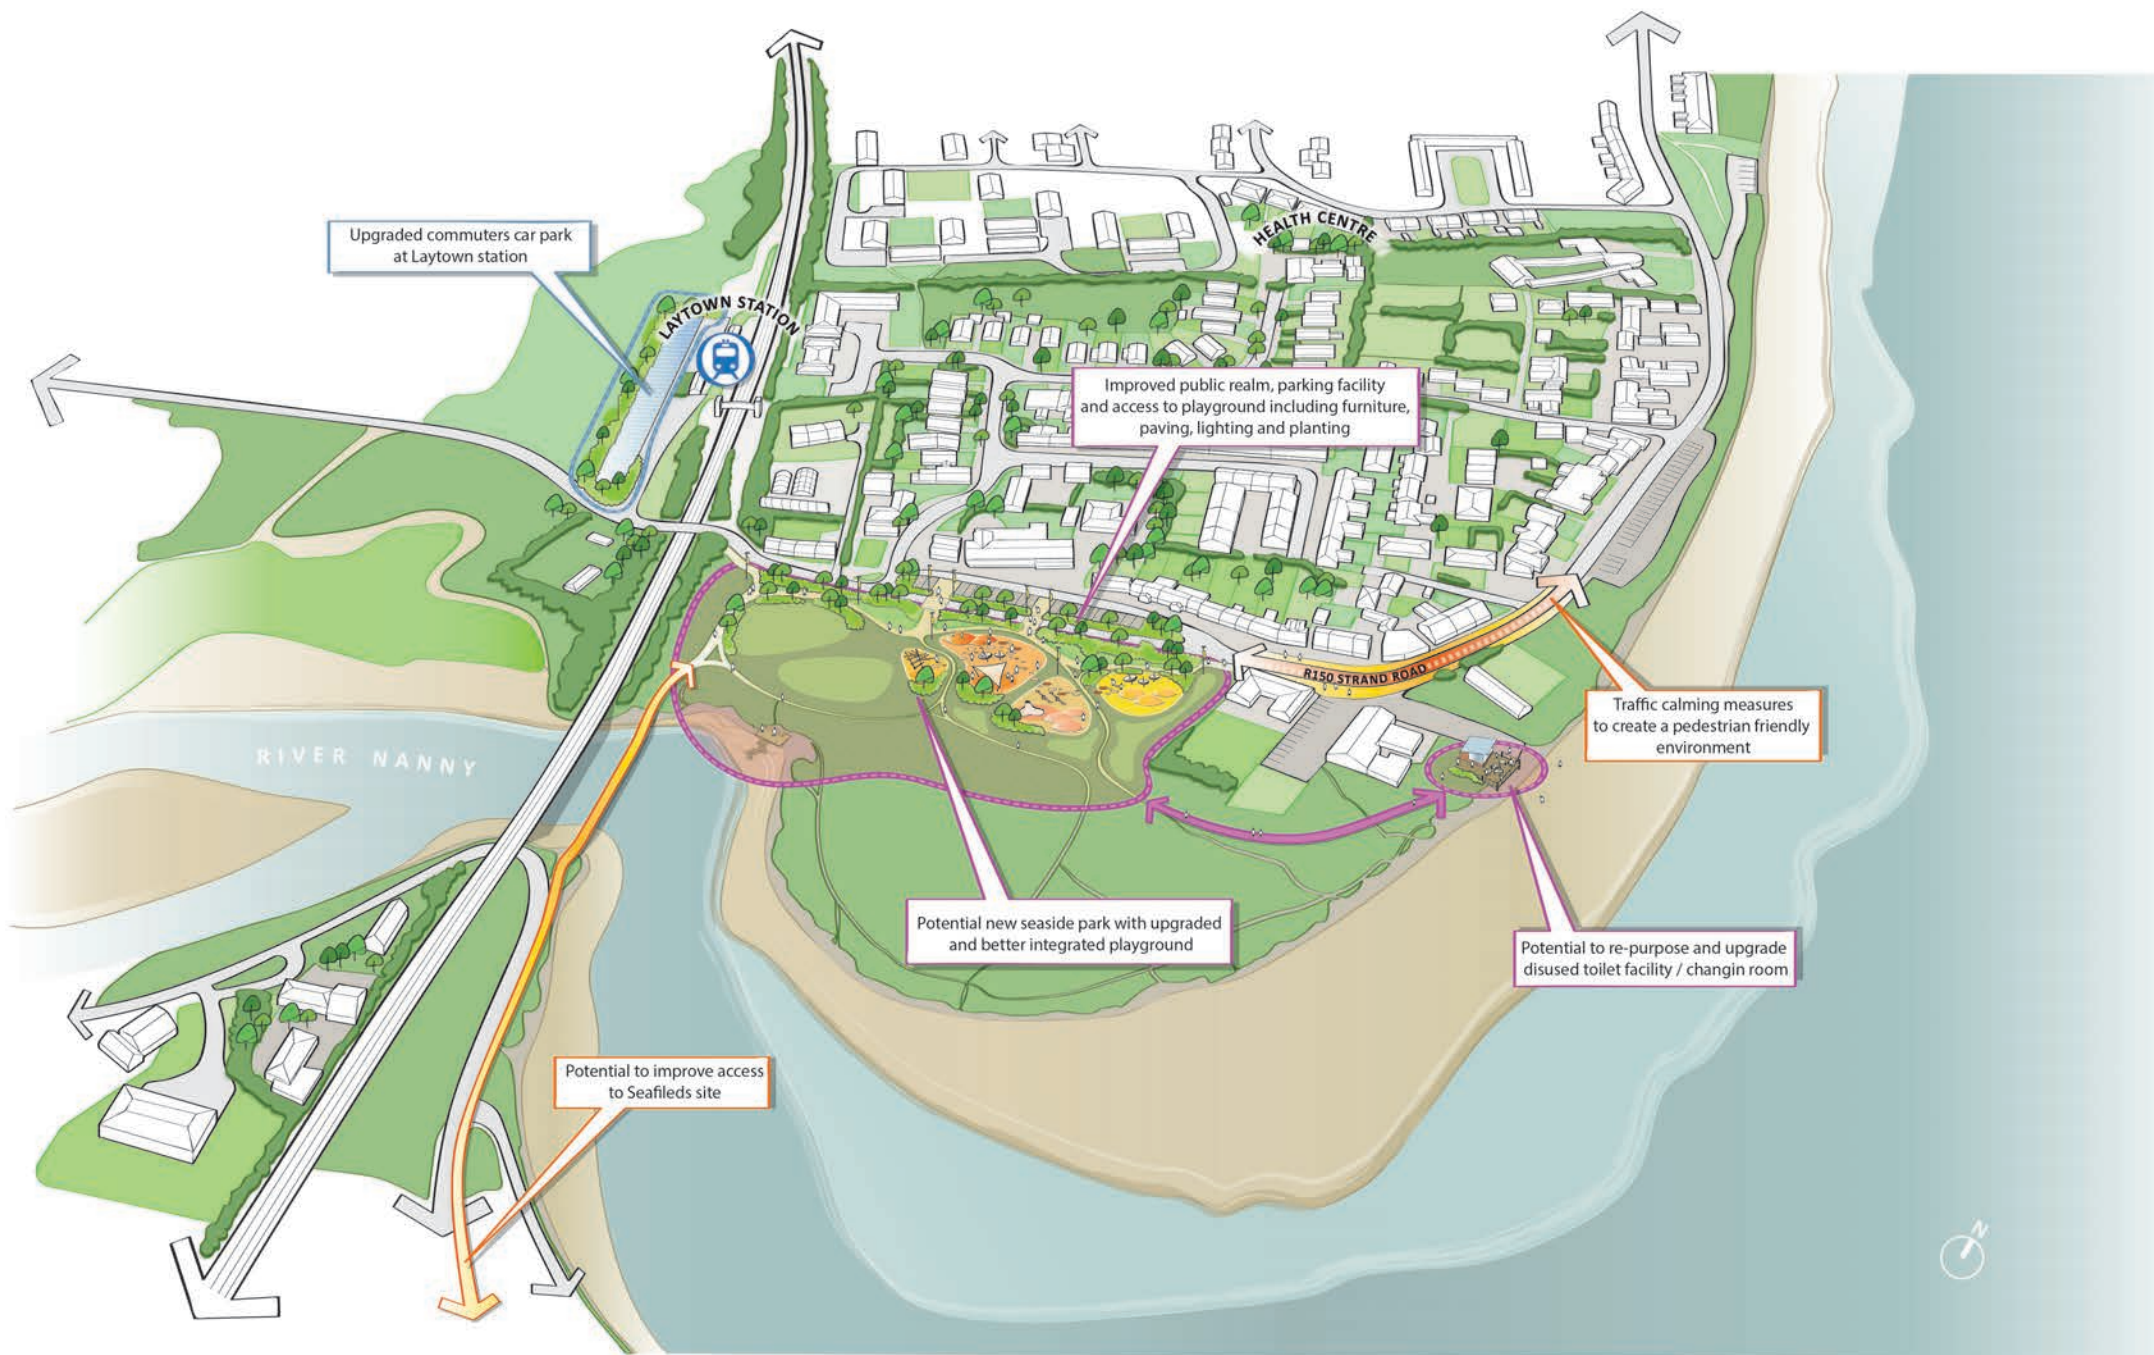 Upgraded commuters car park
at Laytown station
LAYTOWN STATION
HEALTH CENTRE
Improved public realm, parking facility
and access to playground including furniture,
paving, lighting and planting
R150 STRAND ROAD
Traffic calming measures
to create a pedestrian friendly
environment
RIVER NANNY
Potential new seaside park with upgraded
and better integrated playground
Potential to re-purpose and upgrade
disused toilet facility / changin room
Potential to improve access
to Seafileds site
N